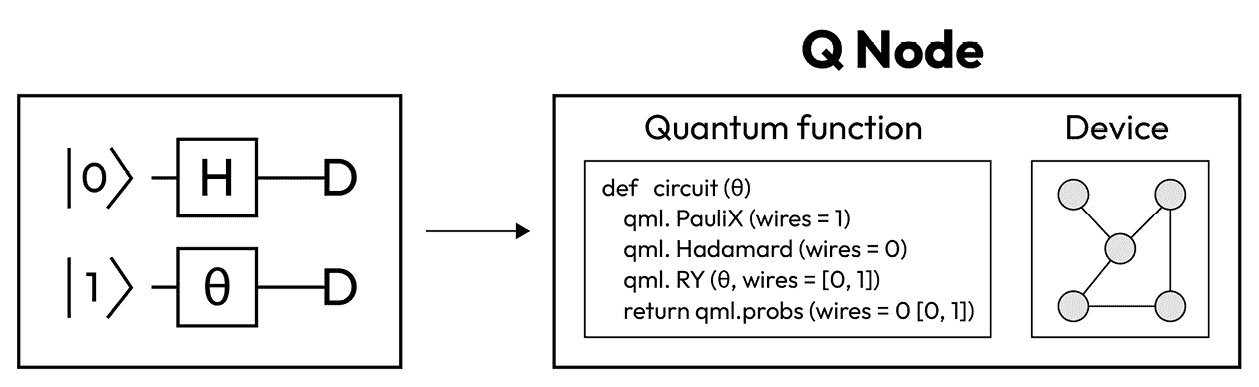 Q Node
|0⟩ H D
|1⟩ θ D
Quantum function
def circuit (θ)
qml. PauliX (wires = 1)
qml. Hadamard (wires = 0)
qml. RY (θ, wires = [0, 1])
return qml.probs (wires = 0 [0, 1])
Device